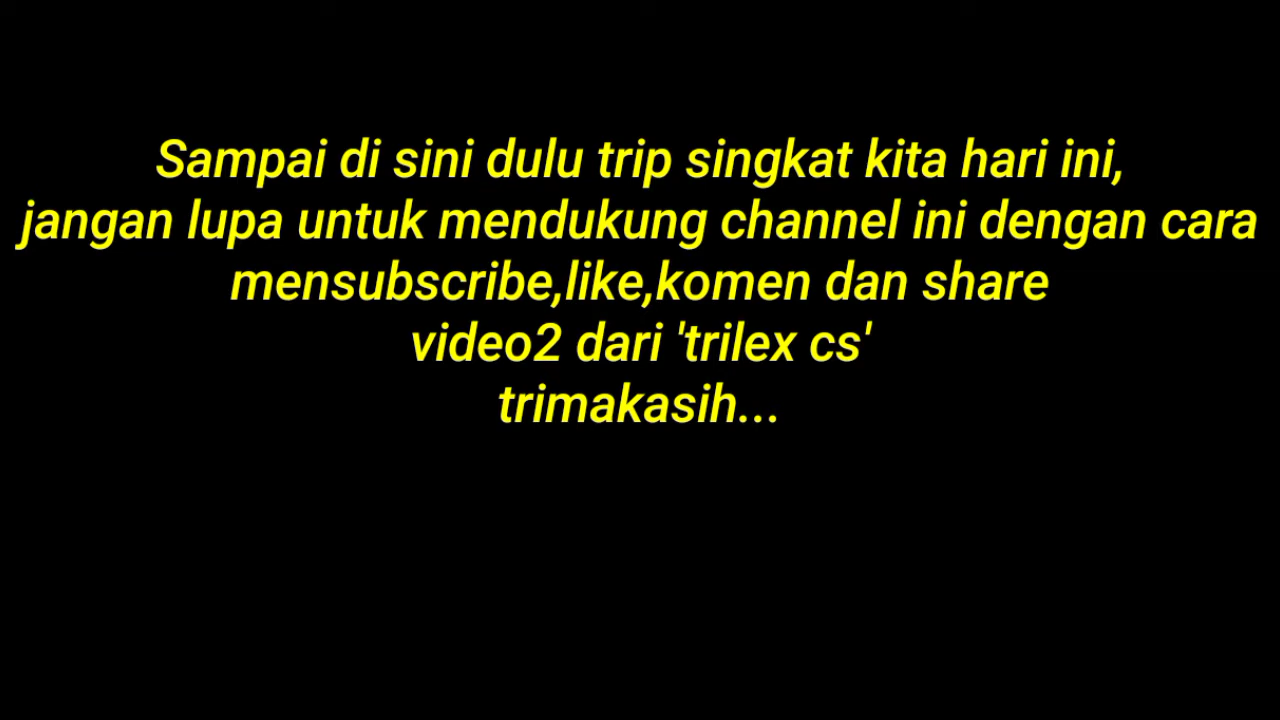 Sampai di sini dulu trip singkat kita hari ini,
jangan lupa untuk mendukung channel ini dengan cara
mensubscribe,like,komen dan share
video2 dari 'trilex cs'
trimakasih...